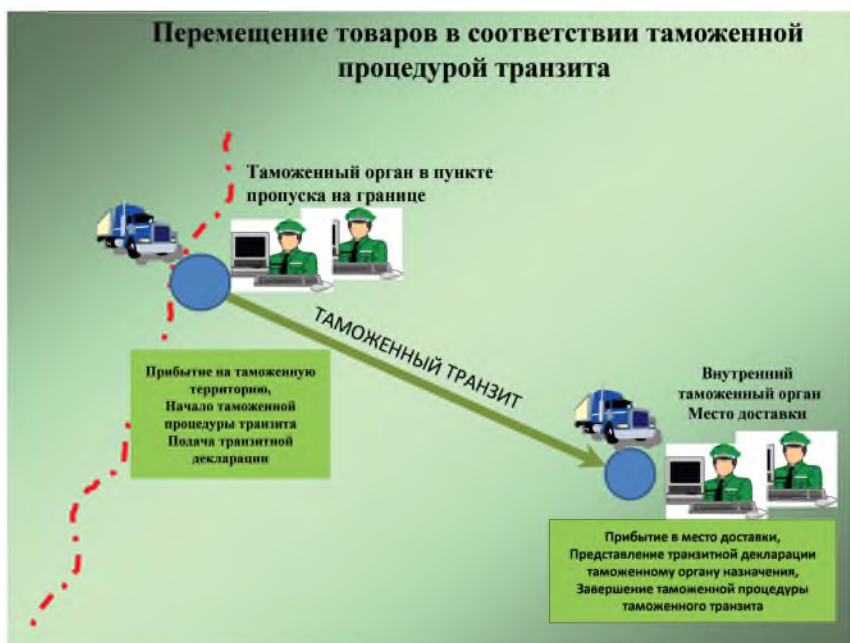 Перемещение товаров в соответствии таможенной
процедурой транзита
Таможенный орган в пункте
пропуска на границе
ТАМОЖЕННЫЙ ТРАНЗИТ
Прибытие на таможенную
территорию,
Начало таможенной
процедуры транзита
Подача транзитной
декларации
Внутренний
таможенный орган
Место доставки
Прибытие в место доставки,
Представление транзитной декларации
таможенному органу назначения,
Завершение таможенной процедуры
таможенного транзита